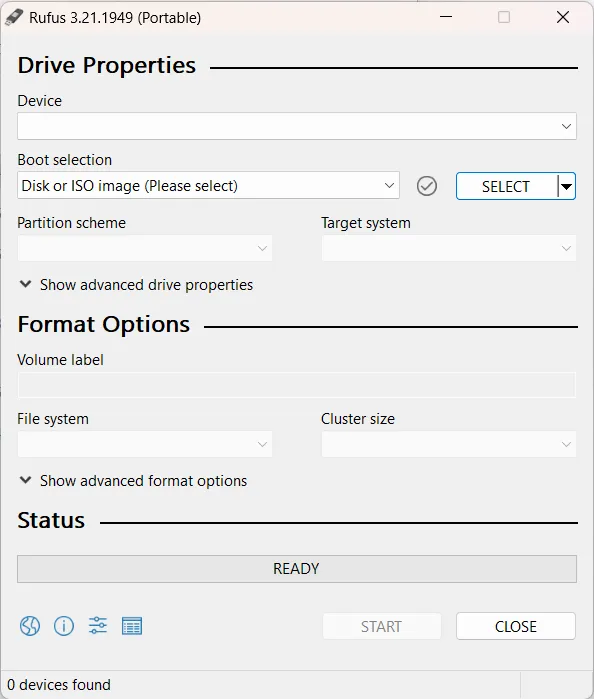 Rufus 3.21.1949 (Portable)
Drive Properties
Device
Boot selection
Disk or ISO image (Please select)
SELECT
Partition scheme
Target system
Show advanced drive properties
Format Options
Volume label
File system
Cluster size
Show advanced format options
Status
READY
START
CLOSE
0 devices found